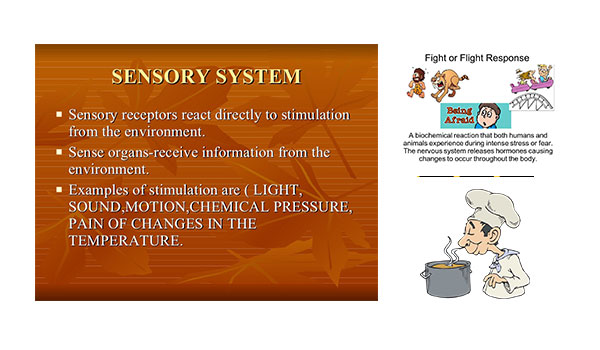 SENSORY SYSTEM
Sensory receptors react directly to stimulation
from the environment.
Sense organs-receive information from the
environment.
Examples of stimulation are ( LIGHT,
SOUND,MOTION,CHEMICAL PRESSURE,
PAIN OF CHANGES IN THE
TEMPERATURE.
Fight or Flight Response
Being
Afraid
A biochemical reaction that both humans and
animals experience during intense stress or fear.
The nervous system releases hormones causing
changes to occur throughout the body.